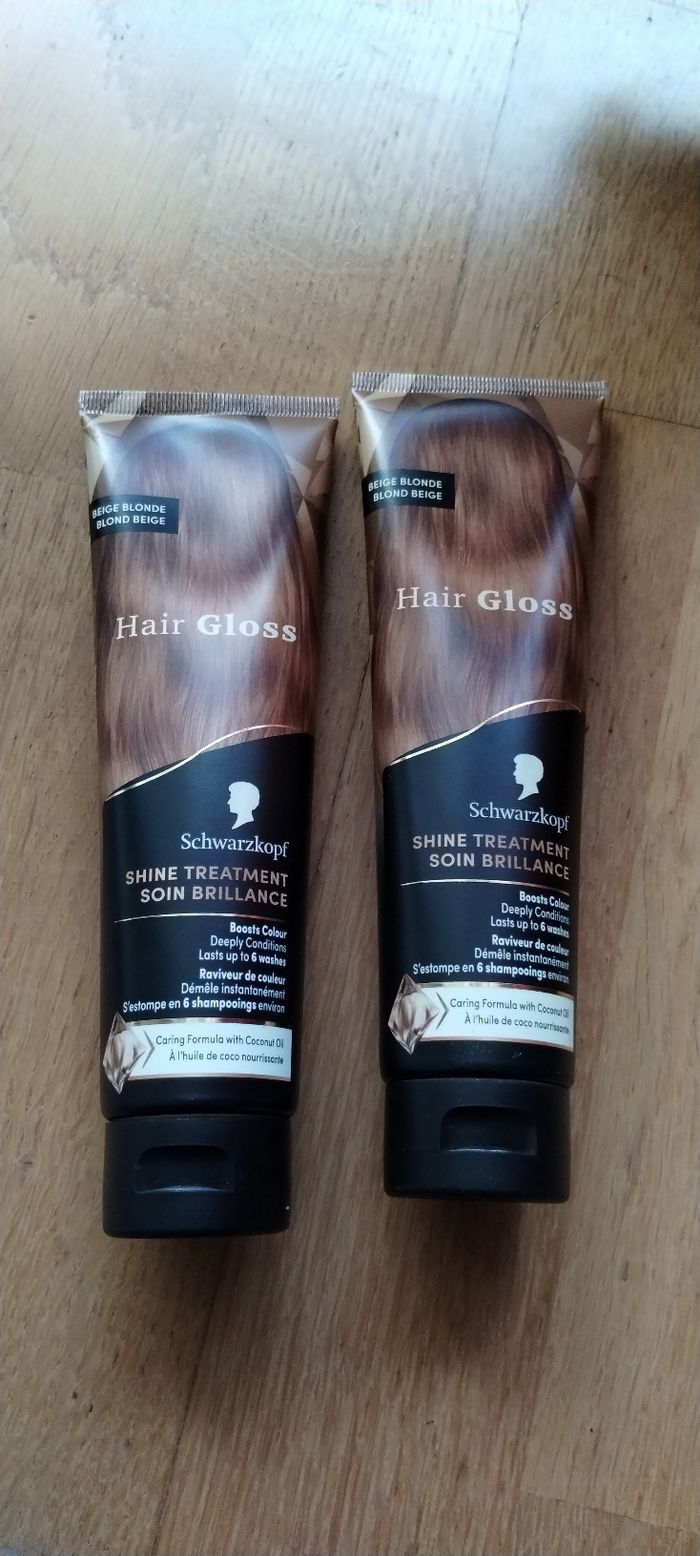 BEIGE BLONDE
BLOND BEIGE
Hair Gloss
Schwarzkopf
SHINE TREATMENT
SOIN BRILLANCE
Boosts Colour
Deeply Conditions
Lasts up to 6 washes
Raviveur de couleur
Démêle instantanément
S'estompe en 6 shampooings environ
Caring Formula with Coconut Oil
À l'huile de coco nourrissante
BEIGE BLONDE
BLOND BEIGE
Hair Gloss
Schwarzkopf
SHINE TREATMENT
SOIN BRILLANCE
Boosts Colour
Deeply Conditions
Lasts up to 6 washes
Raviveur de couleur
Démêle instantanément
S'estompe en 6 shampooings environ
Caring Formula with Coconut Oil
À l'huile de coco nourrissante